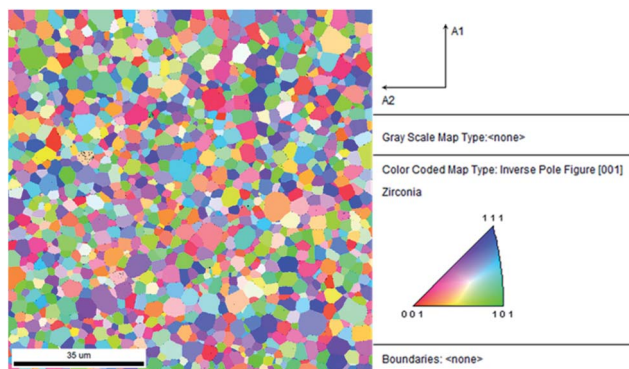 A1
A2
Gray Scale Map Type:<none>
Color Coded Map Type: Inverse Pole Figure [001]
Zirconia
1 1 1
0 0 1
1 0 1
35 um
Boundaries: <none>